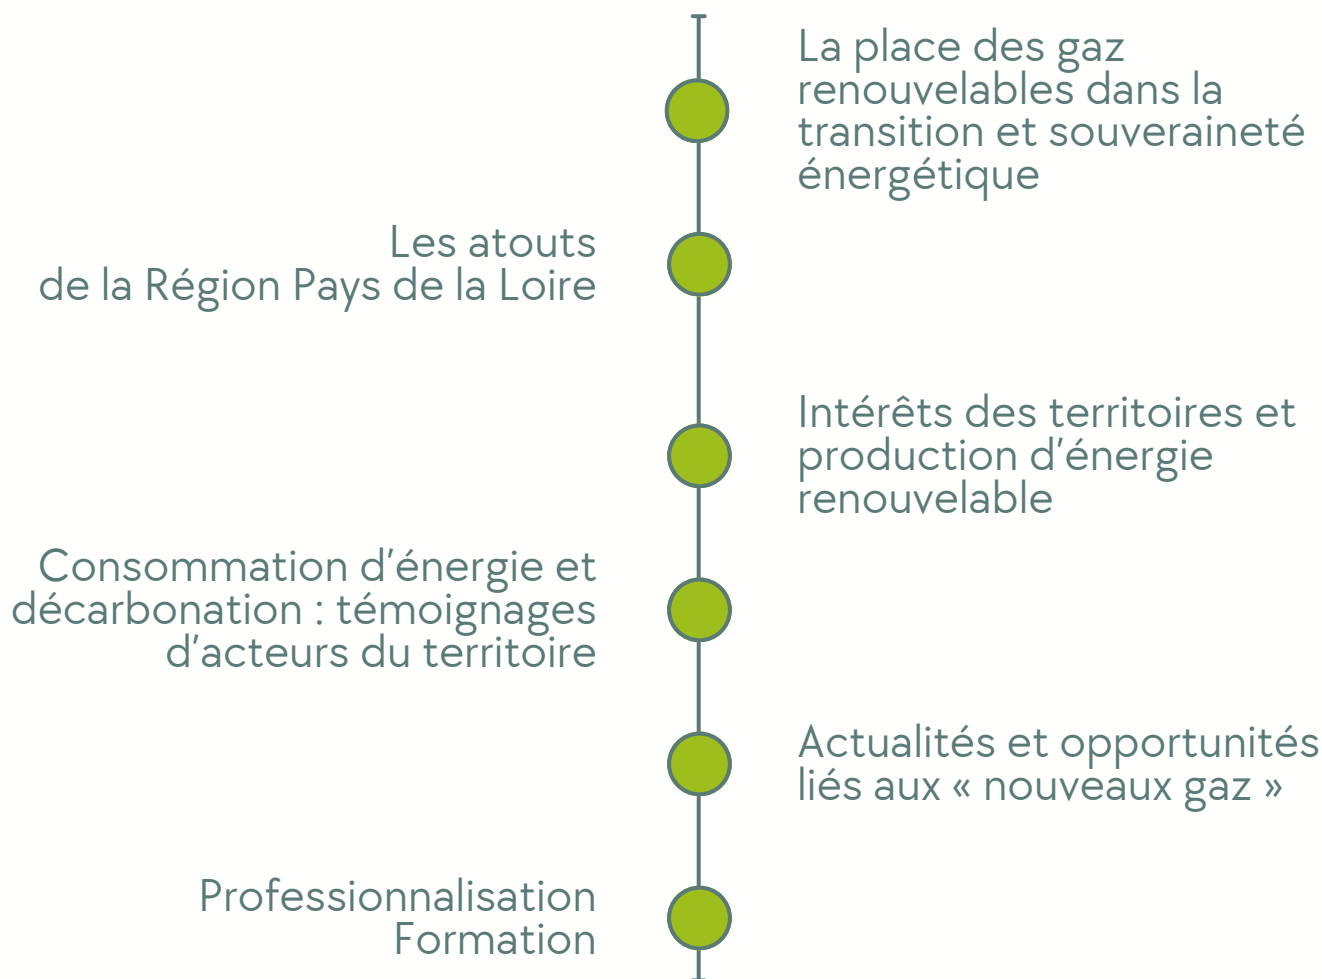 La place des gaz
renouvelables dans la
transition et souveraineté
énergétique
Les atouts
de la Région Pays de la Loire
Intérêts des territoires et
production d'énergie
renouvelable
Consommation d'énergie et
décarbonation : témoignages
d'acteurs du territoire
Actualités et opportunités
liés aux « nouveaux gaz »
Professionnalisation
Formation